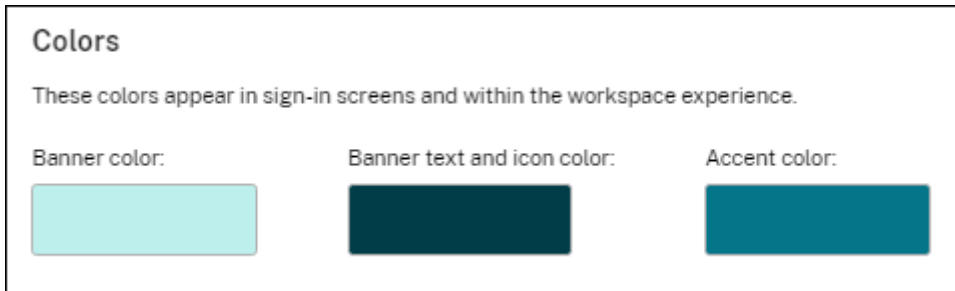 Colors
These colors appear in sign-in screens and within the workspace experience.
Banner color:
Banner text and icon color:
Accent color: